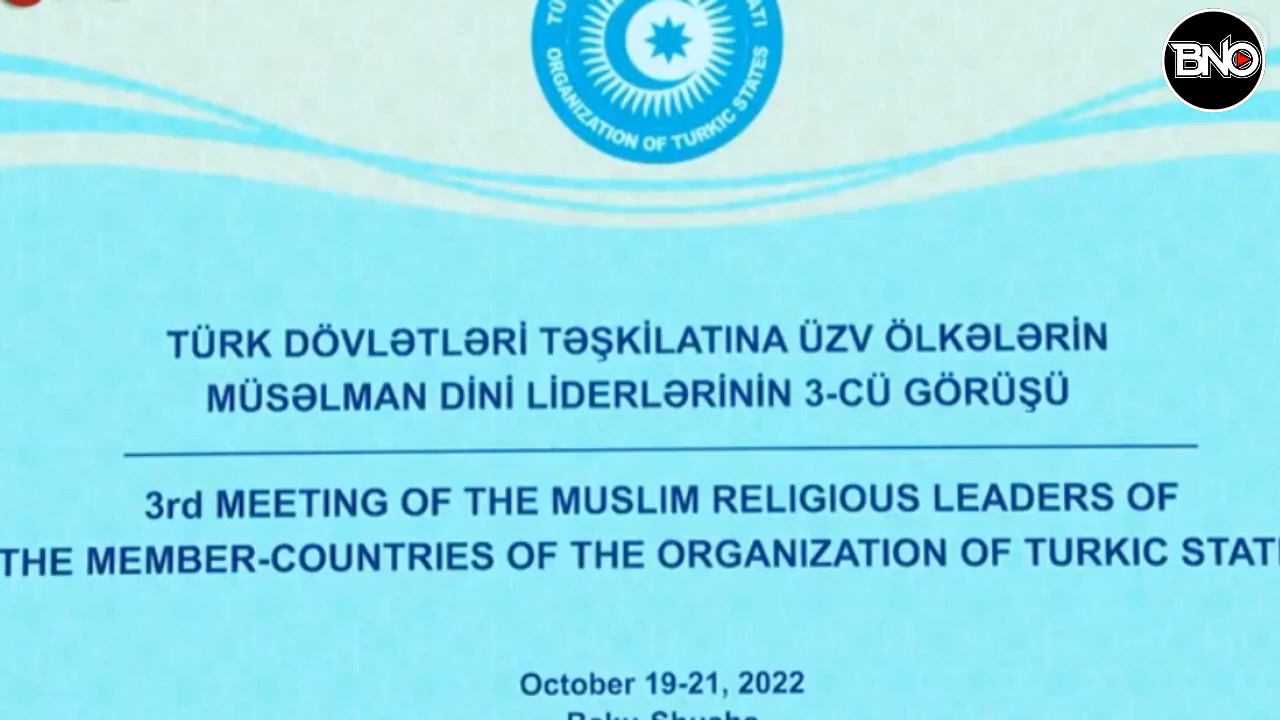 BNO
ORGANIZATION OF TURKIC STATES
TÜRK DÖVLƏTLƏRİ TƏŞKİLATINA ÜZV ÖLKƏLƏRİN
MÜSƏLMAN DİNİ LİDERLƏRİNİN 3-CÜ GÖRÜŞÜ
3rd MEETING OF THE MUSLIM RELIGIOUS LEADERS OF
THE MEMBER-COUNTRIES OF THE ORGANIZATION OF TURKIC
October 19-21, 2022